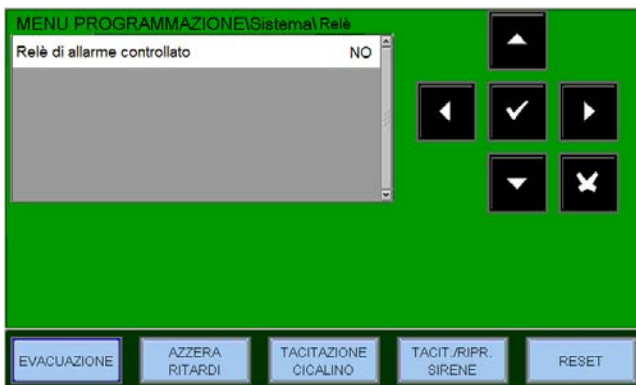 MENU PROGRAMMAZIONE\Sistema\Relè
Relè di allarme controllato NO
EVACUAZIONE
AZZERA
RITARDI
TACITAZIONE
CICALINO
TACIT./RIPR.
SIRENE
RESET